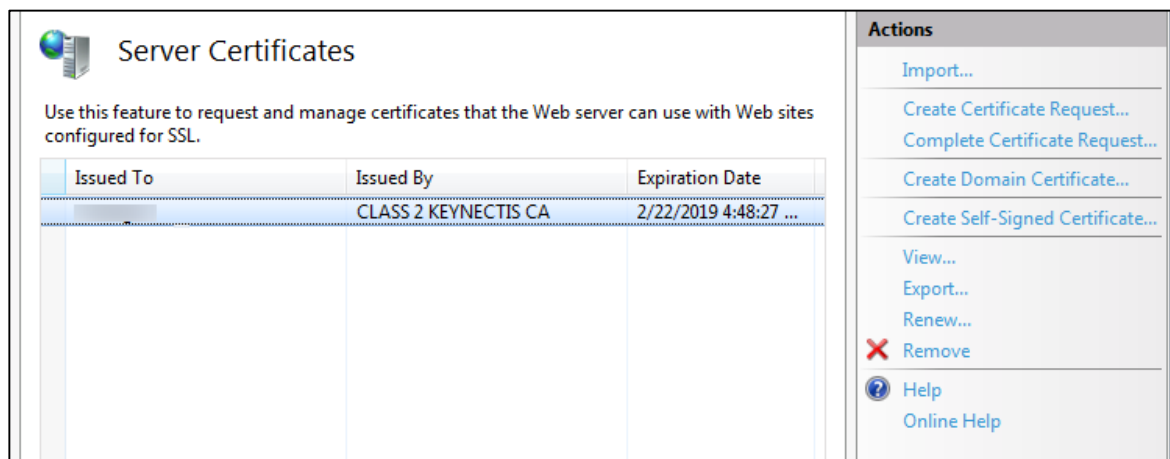 Server Certificates
Use this feature to request and manage certificates that the Web server can use with Web sites
configured for SSL.
Issued To Issued By Expiration Date
CLASS 2 KEYNECTIS CA 2/22/2019 4:48:27 ...
Actions
Import...
Create Certificate Request...
Complete Certificate Request...
Create Domain Certificate...
Create Self-Signed Certificate...
View...
Export...
Renew...
Remove
Help
Online Help